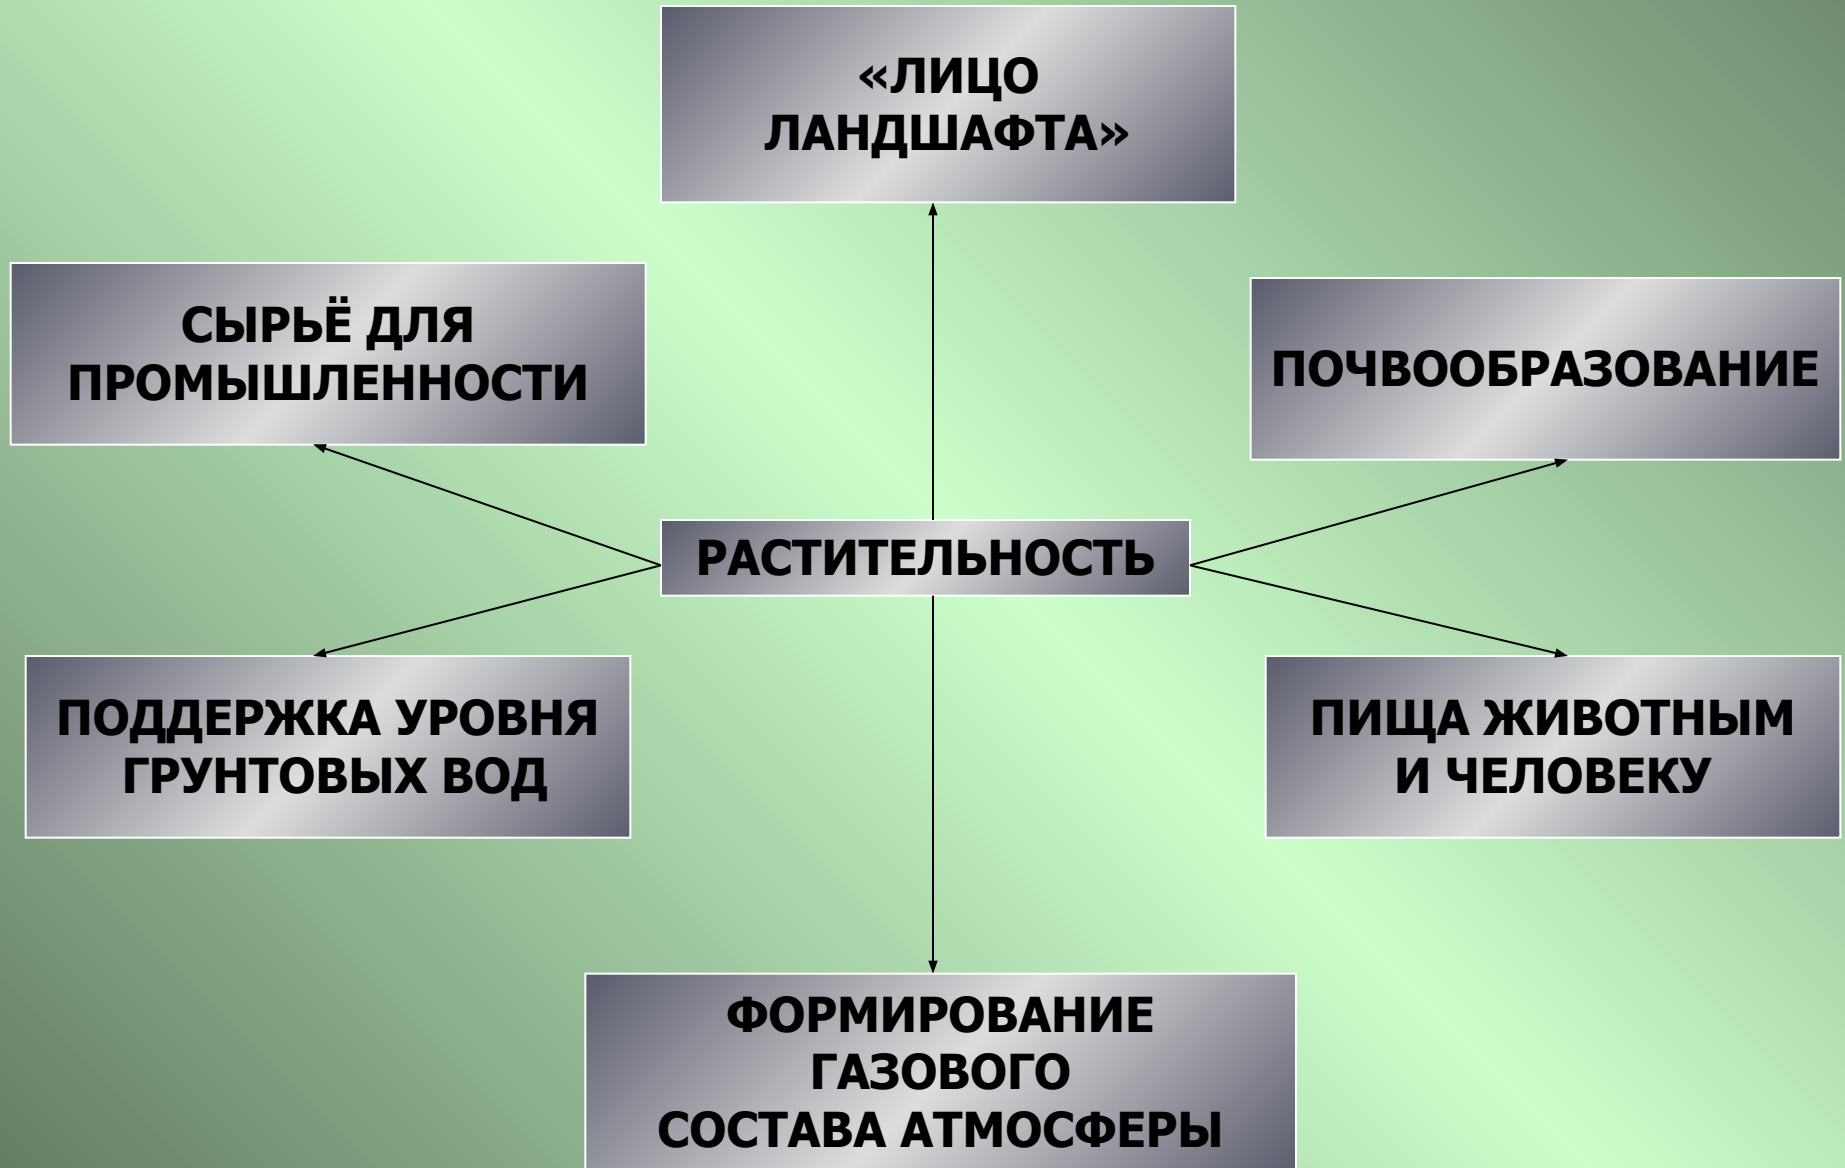 «ЛИЦО
ЛАНДШАФТА»
СЫРЬЁ ДЛЯ
ПРОМЫШЛЕННОСТИ
ПОЧВООБРАЗОВАНИЕ
РАСТИТЕЛЬНОСТЬ
ПОДДЕРЖКА УРОВНЯ
ГРУНТОВЫХ ВОД
ПИЩА ЖИВОТНЫМ
И ЧЕЛОВЕКУ
ФОРМИРОВАНИЕ
ГАЗОВОГО
СОСТАВА АТМОСФЕРЫ